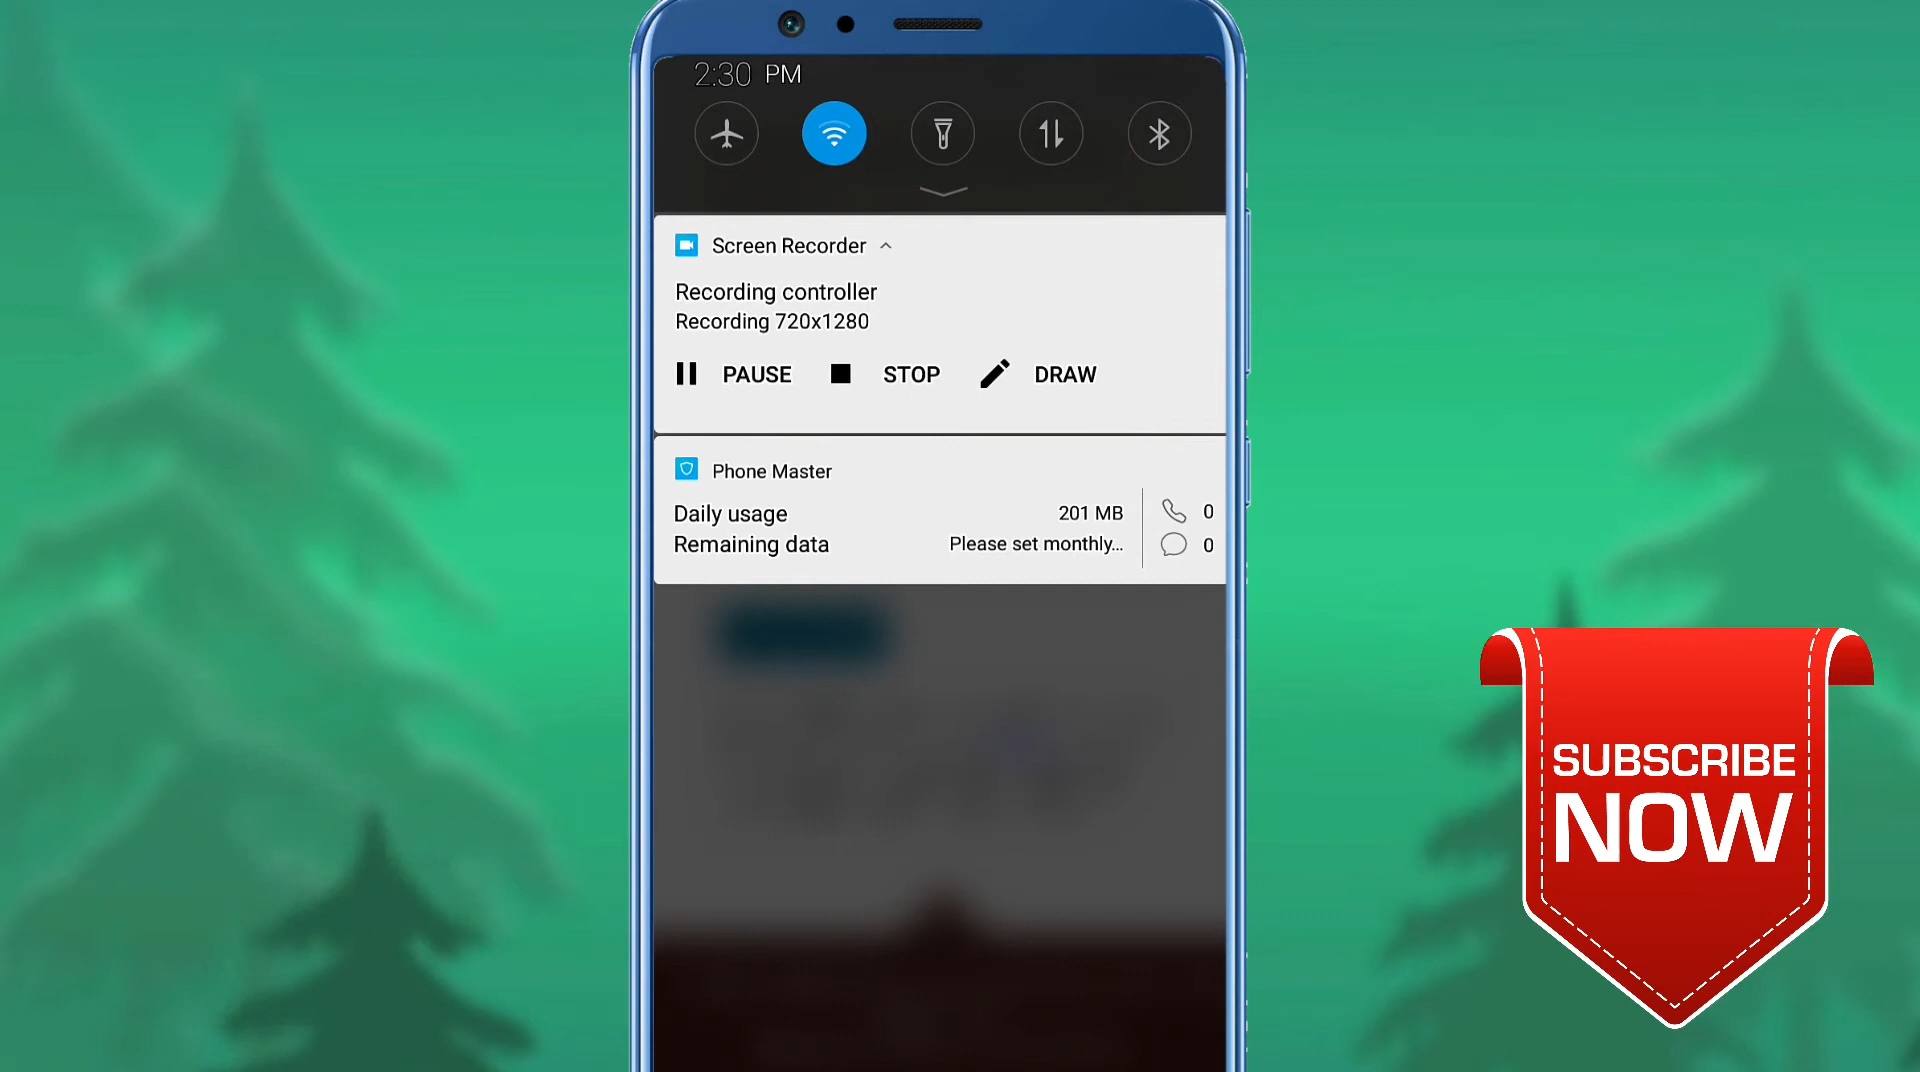 2:30 PM
Screen Recorder
Recording controller
Recording 720x1280
PAUSE STOP DRAW
Phone Master
Daily usage 201 MB 0
Remaining data Please set monthly... 0
SUBSCRIBE
NOW